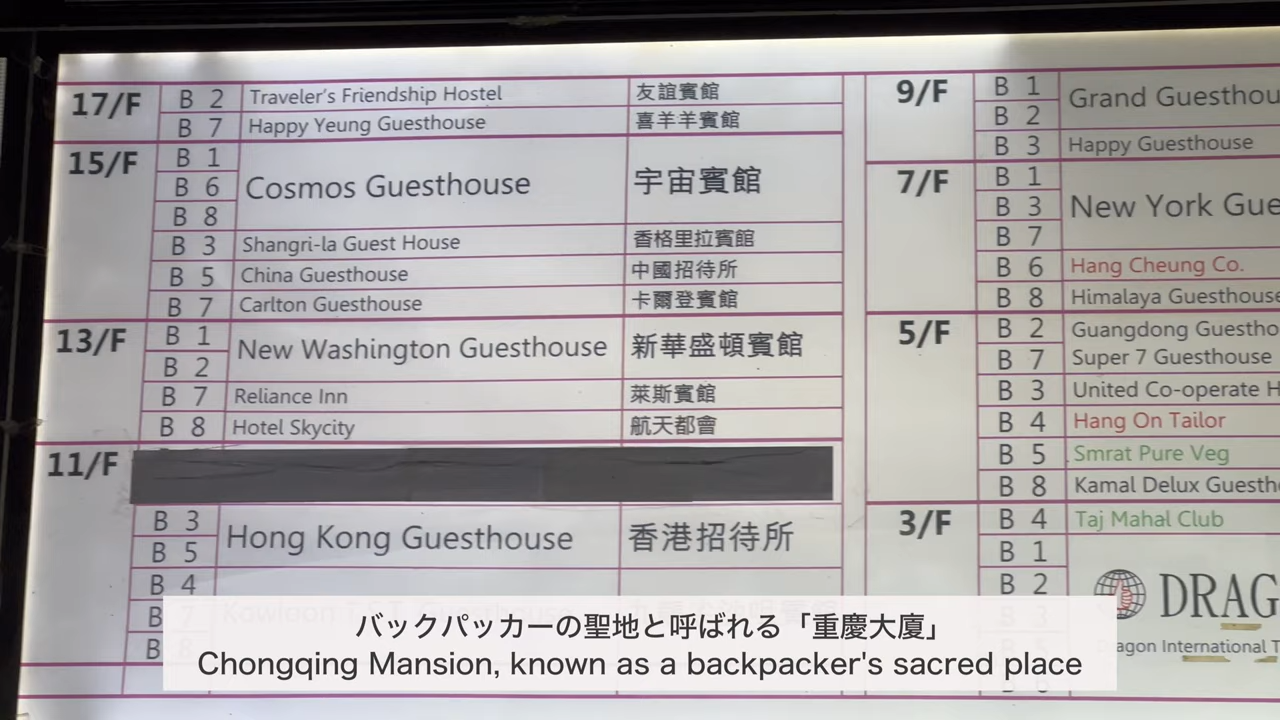 17/F
B 2 Traveler's Friendship Hostel 友誼賓館
B 7 Happy Yeung Guesthouse 喜羊羊賓館
15/F
B 1
B 6 Cosmos Guesthouse 宇宙賓館
B 8
B 3 Shangri-la Guest House 香格里拉賓館
B 5 China Guesthouse 中國招待所
B 7 Carlton Guesthouse 卡爾登賓館
13/F
B 1 New Washington Guesthouse 新華盛頓賓館
B 2
B 7 Reliance Inn 萊斯賓館
B 8 Hotel Skycity 航天都會
11/F
B 3 Hong Kong Guesthouse 香港招待所
B 5
B 4
B 7
B 8
9/F
B 1 Grand Guesthou
B 2
B 3 Happy Guesthouse
7/F
B 1
B 3 New York Gue
B 7
B 6 Hang Cheung Co.
B 8 Himalaya Guesthouse
5/F
B 2 Guangdong Guestho
B 7 Super 7 Guesthouse
B 3 United Co-operate H
B 4 Hang On Tailor
B 5 Smrat Pure Veg
B 8 Kamal Delux Guesth
3/F
B 4 Taj Mahal Club
B 1
B 2 DRAG
B 3
B 5 agon International T
バックパッカーの聖地と呼ばれる「重慶大廈」
Chongqing Mansion, known as a backpacker's sacred place